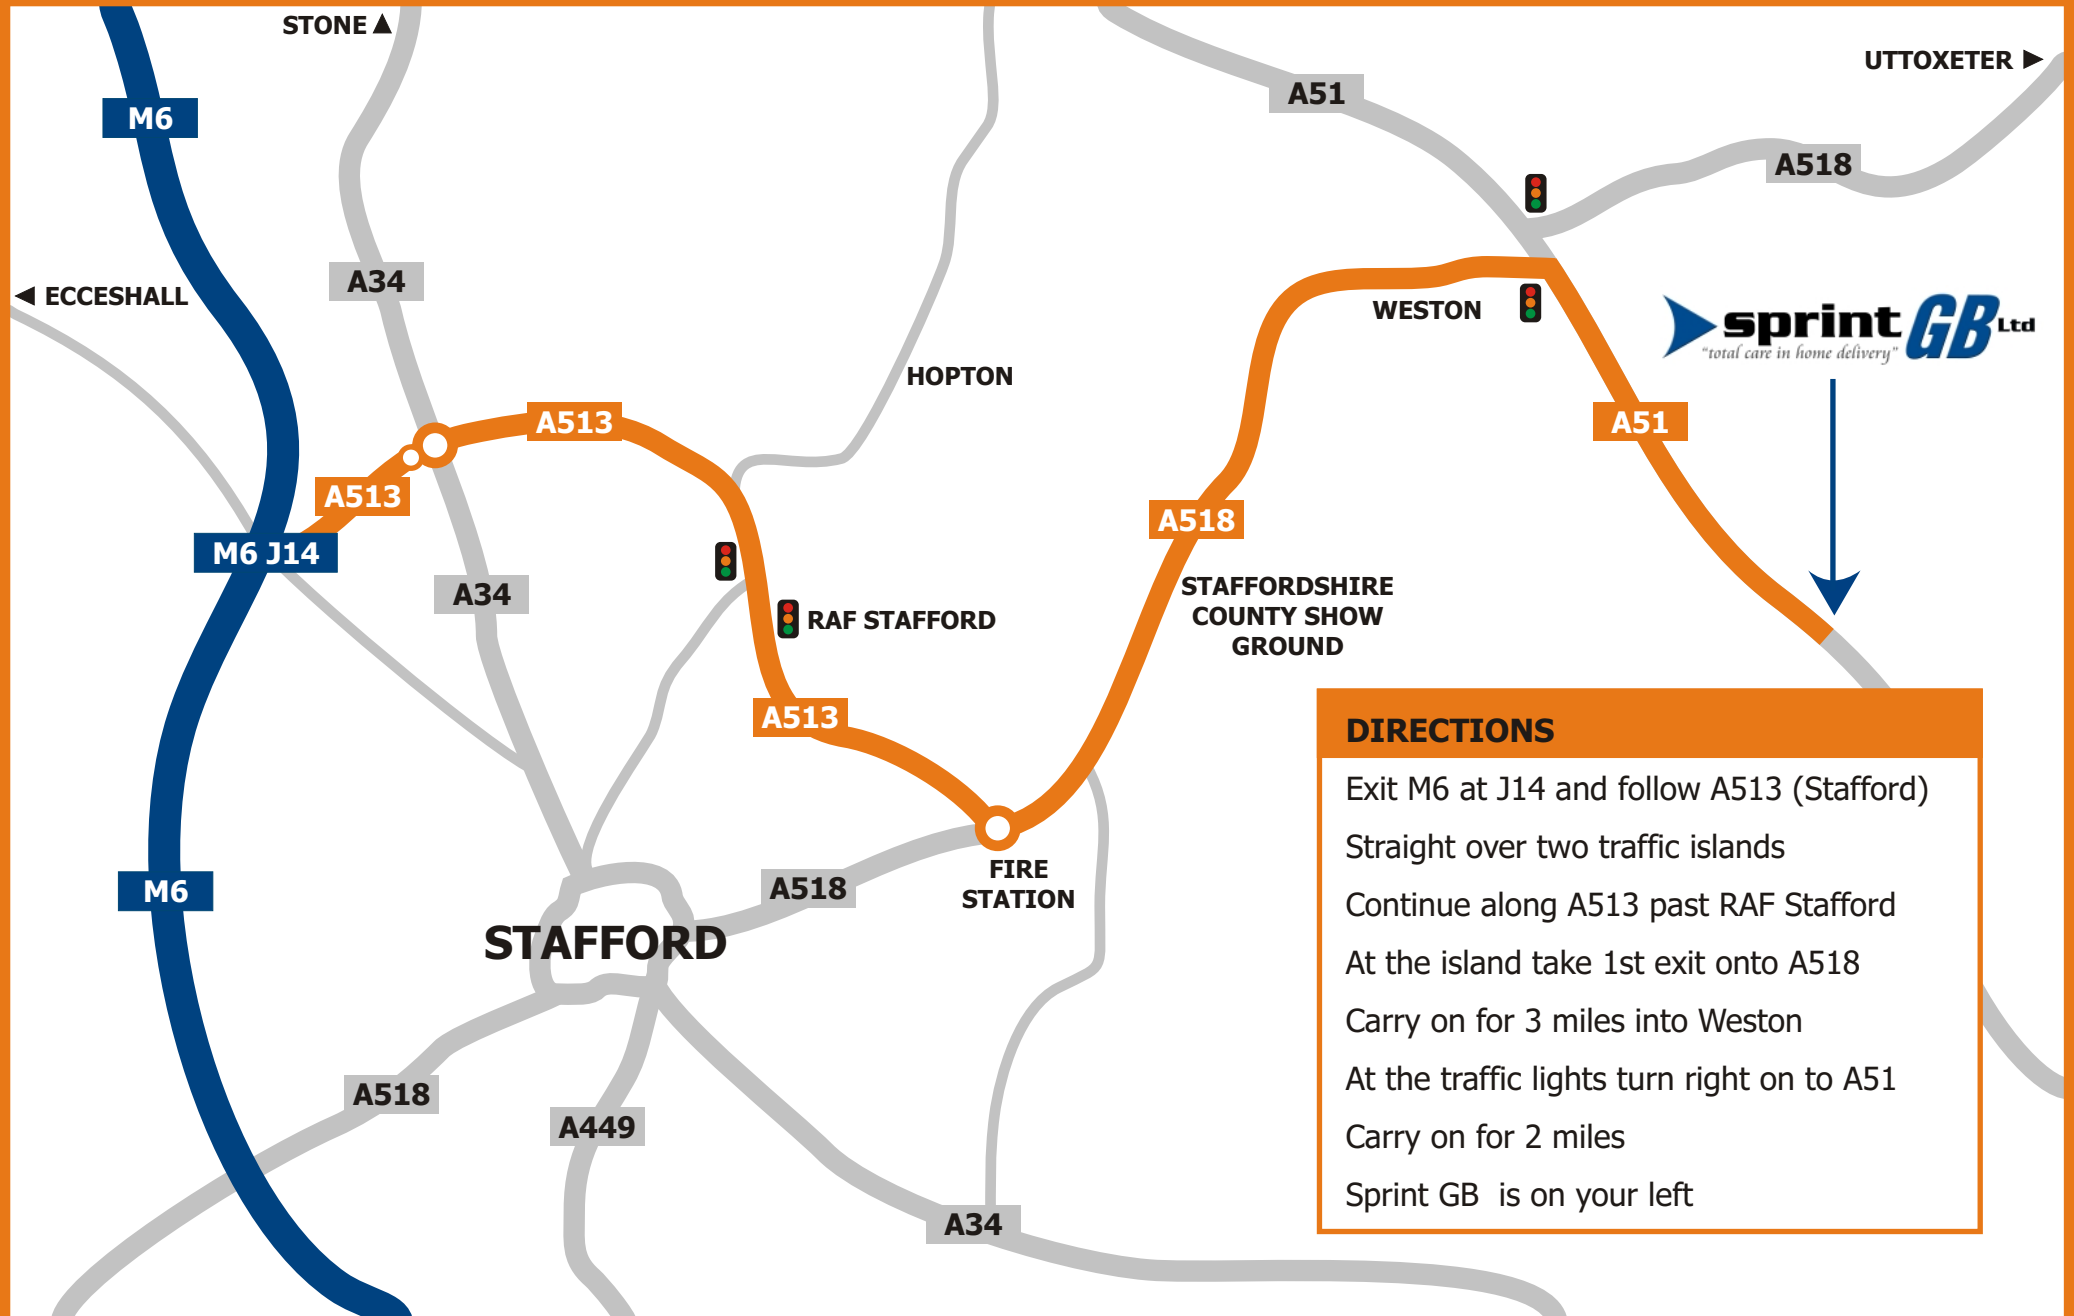 STONE ▲
UTTOXETER ►
M6
A51
A518
A34
◄ ECCESHALL
WESTON
sprint GB Ltd
"total care in home delivery"
HOPTON
A513
A51
A513
A518
M6 J14
A34
STAFFORDSHIRE
COUNTY SHOW
GROUND
RAF STAFFORD
A513
FIRE
STATION
A518
M6
STAFFORD
A518
A449
A34
DIRECTIONS
Exit M6 at J14 and follow A513 (Stafford)
Straight over two traffic islands
Continue along A513 past RAF Stafford
At the island take 1st exit onto A518
Carry on for 3 miles into Weston
At the traffic lights turn right on to A51
Carry on for 2 miles
Sprint GB is on your left